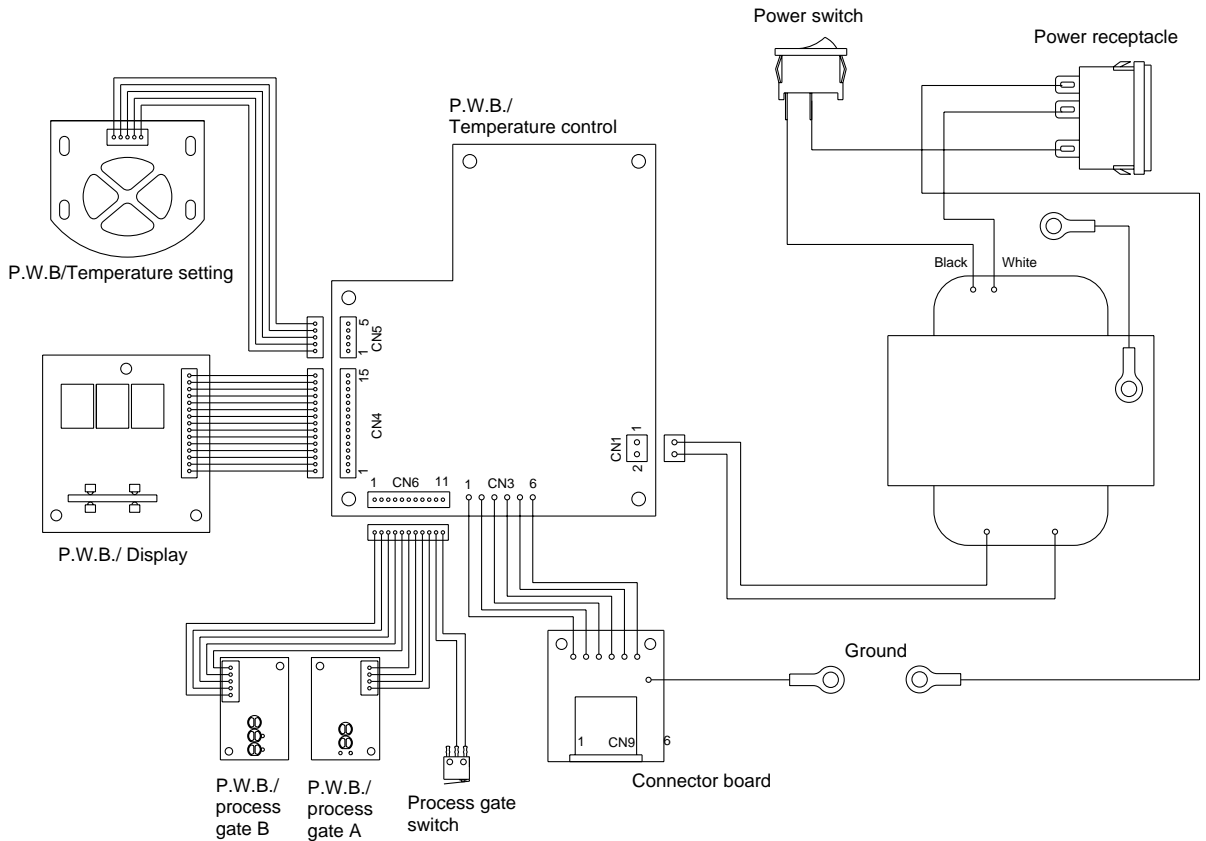 Power switch
Power receptacle
P.W.B./
Temperature control
P.W.B/Temperature setting
Black
White
5
CN5
1
15
CN4
1
1
CN1
2
1
CN6
11
1
CN3
6
P.W.B./ Display
Ground
1
CN9
6
Connector board
P.W.B./
process
gate B
P.W.B./
process
gate A
Process gate
switch